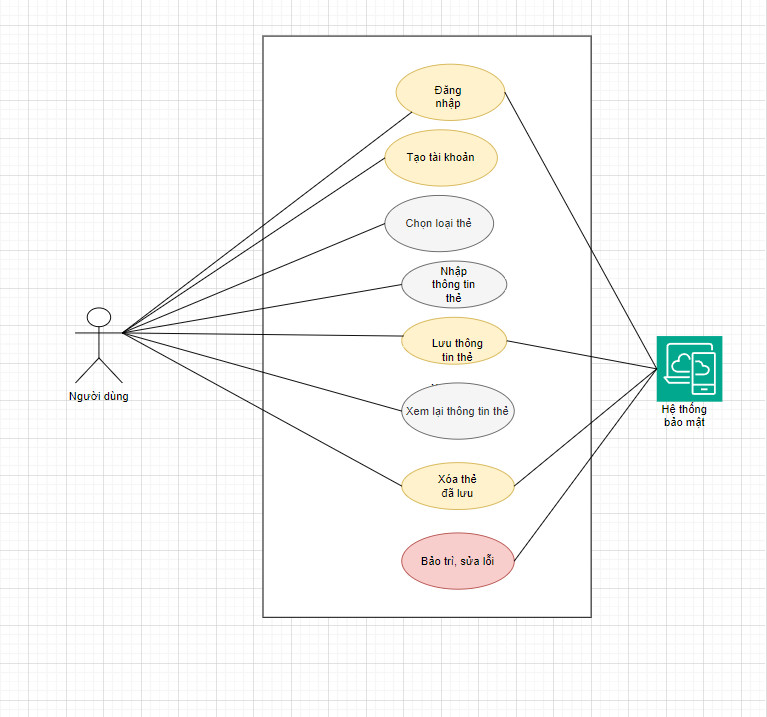 Đăng
nhập
Tạo tài khoản
Chọn loại thẻ
Nhập
thông tin
thẻ
Lưu thông
tin thẻ
Xem lại thông tin thẻ
Xóa thẻ
đã lưu
Bảo trì, sửa lỗi
Người dùng
Hệ thống
bảo mật